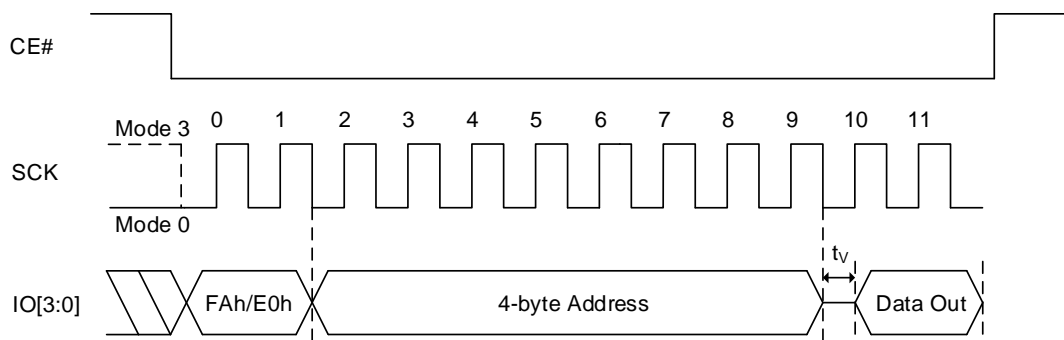 CE#
Mode 3
0 1 2 3 4 5 6 7 8 9 10 11
SCK
Mode 0
tV
IO[3:0]
FAh/E0h
4-byte Address
Data Out